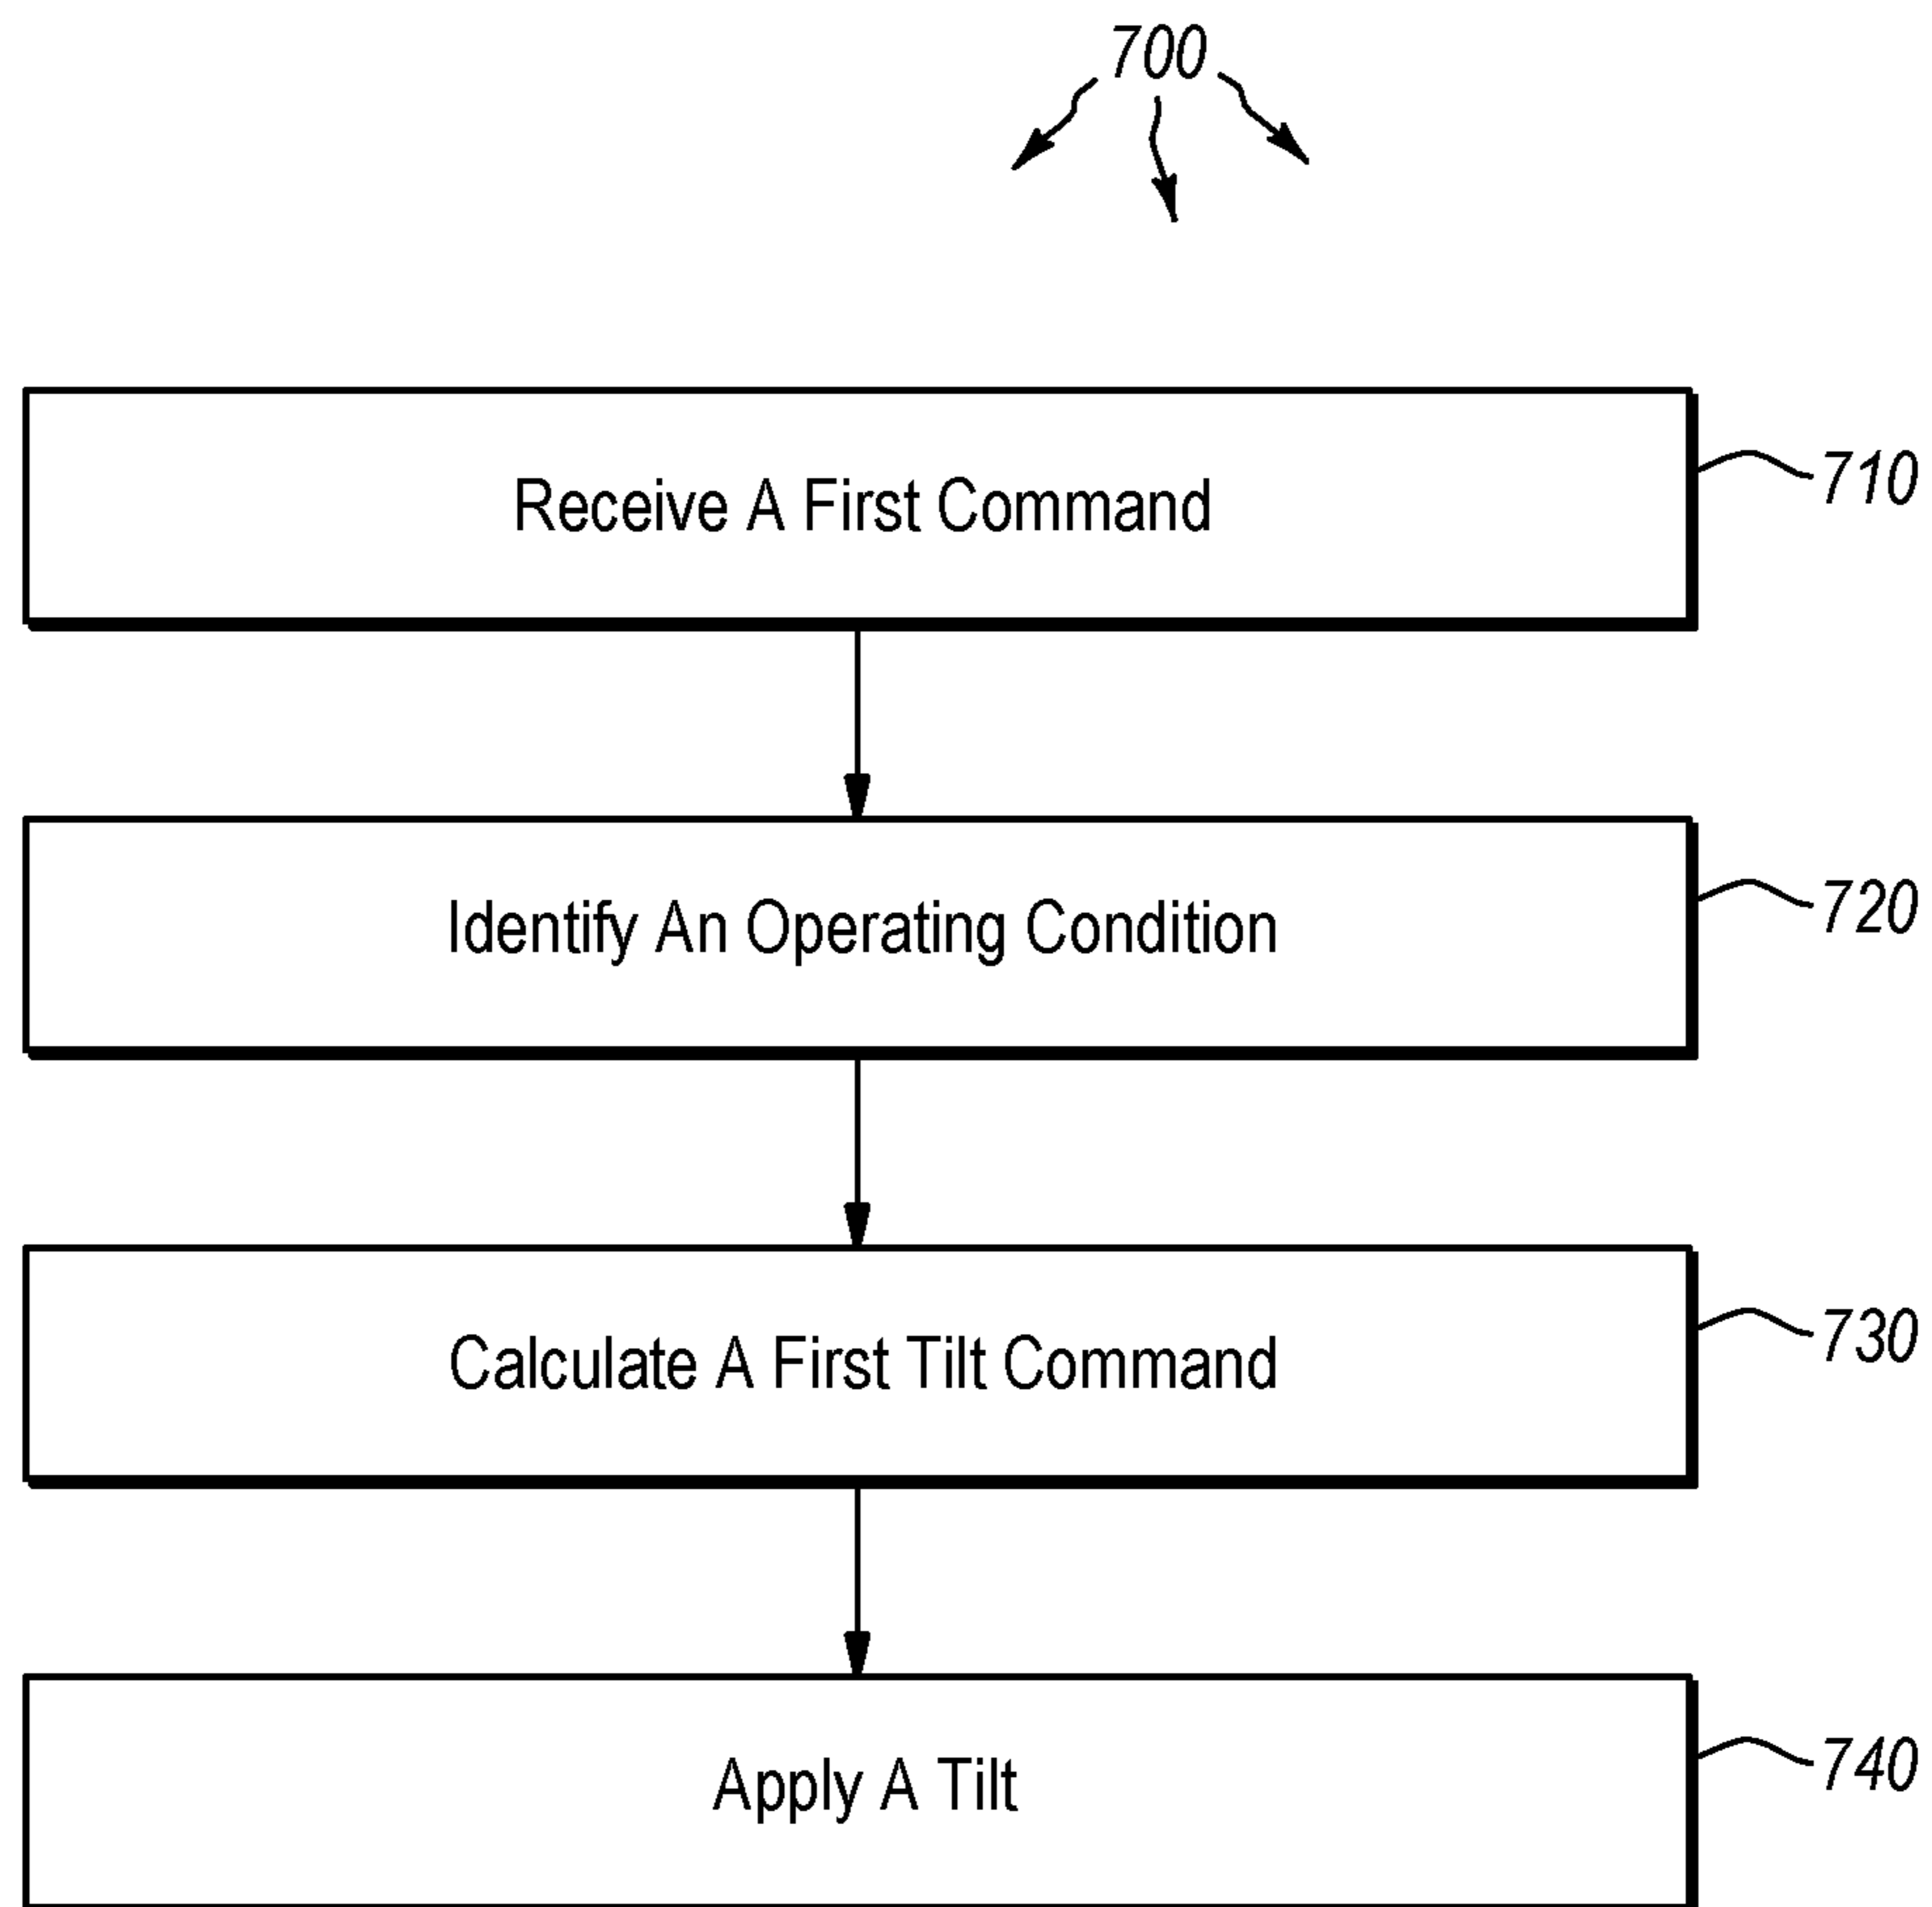 700
Receive A First Command
710
Identify An Operating Condition
720
Calculate A First Tilt Command
730
Apply A Tilt
740